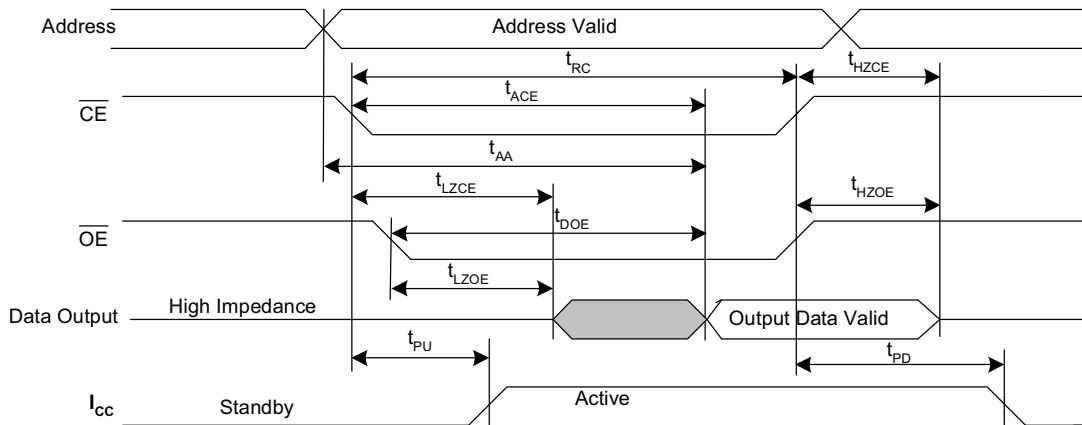 Address
Address Valid
tRC
tHZCE
CE
tACE
tAA
tLZCE
tHZOE
OE
tDOE
tLZOE
Data Output
High Impedance
Output Data Valid
tPU
tPD
ICC
Standby
Active